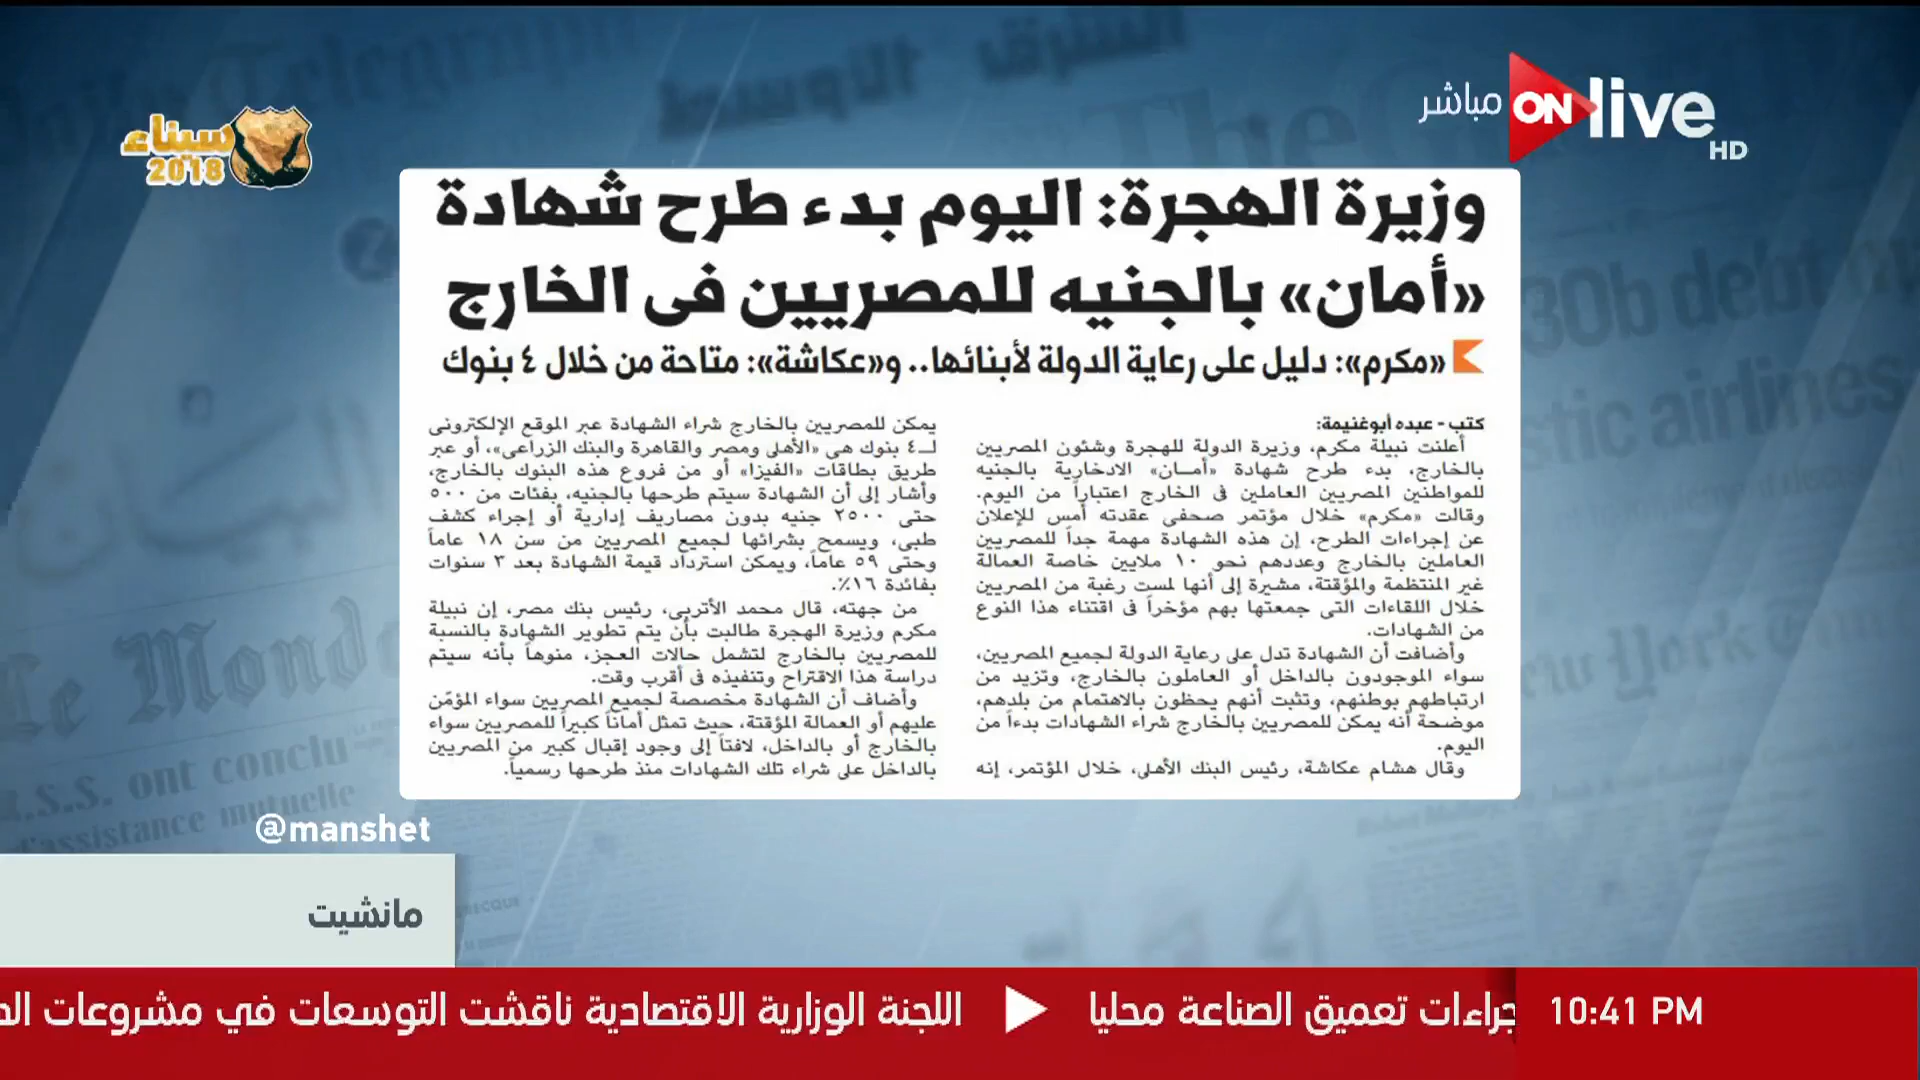 مباشر ON live
HD
سيناء
2018
وزيرة الهجرة: اليوم بدء طرح شهادة
«أمان» بالجنيه للمصريين فى الخارج
«مكرم»: دليل على رعاية الدولة لأبنائها.. و«عكاشة»: متاحة من خلال ٤ بنوك
كتب - عبده أبوغنيمة:
أعلنت نبيلة مكرم، وزيرة الدولة للهجرة وشئون المصريين
بالخارج، بدء طرح شهادة «أمـان» الادخارية بالجنيه
للمواطنين المصريين العاملين فى الخارج اعتباراً من اليوم.
وقالت «مكرم» خلال مؤتمر صحفى عقدته أمس للإعلان
عن إجراءات الطرح، إن هذه الشهادة مهمة جداً للمصريين
العاملين بالخارج وعددهم نحو ١٠ ملايين خاصة العمالة
غير المنتظمة والمؤقتة، مشيرة إلى أنها لمست رغبة من المصريين
خلال اللقاءات التى جمعتها بهم مؤخراً فى اقتناء هذا النوع
من الشهادات.
وأضافت أن الشهادة تدل على رعاية الدولة لجميع المصريين،
سواء الموجودون بالداخل أو العاملون بالخارج، وتزيد من
ارتباطهم بوطنهم، وتثبت أنهم يحظون بالاهتمام من بلدهم،
موضحة أنه يمكن للمصريين بالخارج شراء الشهادات بدءاً من
اليوم.
وقال هشام عكاشة، رئيس البنك الأهلى، خلال المؤتمر، إنه
يمكن للمصريين بالخارج شراء الشهادة عبر الموقع الإلكترونى
لـ٤ بنوك هى «الأهلى ومصر والقاهرة والبنك الزراعى»، أو عبر
طريق بطاقات «الفيزا» أو من فروع هذه البنوك بالخارج،
وأشار إلى أن الشهادة سيتم طرحها بالجنيه، بفئات من ٥٠٠
حتى ٢٥٠٠ جنيه بدون مصاريف إدارية أو إجراء كشف
طبى، ويسمح بشرائها لجميع المصريين من سن ١٨ عاماً
وحتى ٥٩ عاماً، ويمكن استرداد قيمة الشهادة بعد ٣ سنوات
بفائدة ١٦٪.
من جهته، قال محمد الأتربى، رئيس بنك مصر، إن نبيلة
مكرم وزيرة الهجرة طالبت بأن يتم تطوير الشهادة بالنسبة
للمصريين بالخارج لتشمل حالات العجز، منوهاً بأنه سيتم
دراسة هذا الاقتراح وتنفيذه فى أقرب وقت.
وأضاف أن الشهادة مخصصة لجميع المصريين سواء المؤمّن
عليهم أو العمالة المؤقتة، حيث تمثل أماناً كبيراً للمصريين سواء
بالخارج أو بالداخل، لافتاً إلى وجود إقبال كبير من المصريين
بالداخل على شراء تلك الشهادات منذ طرحها رسمياً.
@manshet
مانشيت
جراءات تعميق الصناعة محليا
اللجنة الوزارية الاقتصادية ناقشت التوسعات في مشروعات
10:41 PM
الشرق الاوسط
Le Monde
30b debt
airlines
.S.S. ont conclu
d'assistance mutuelle